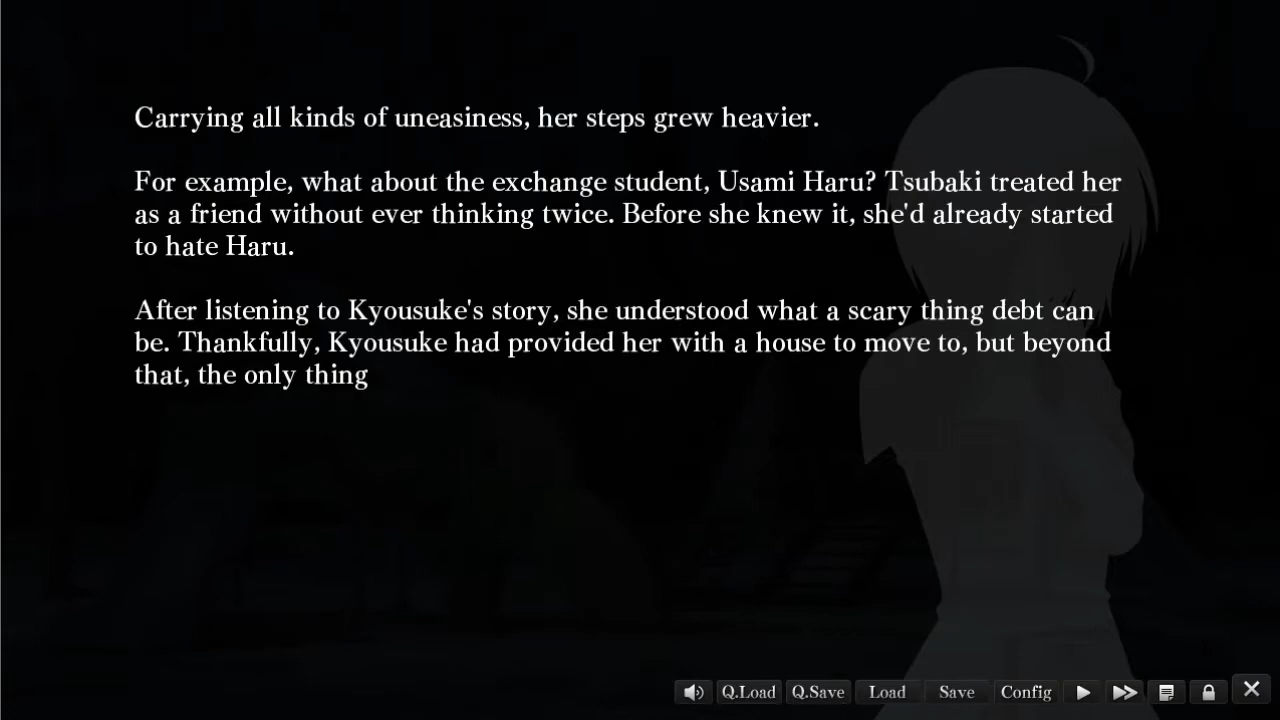 Carrying all kinds of uneasiness, her steps grew heavier.
For example, what about the exchange student, Usami Haru? Tsubaki treated her
as a friend without ever thinking twice. Before she knew it, she'd already started
to hate Haru.
After listening to Kyousuke's story, she understood what a scary thing debt can
be. Thankfully, Kyousuke had provided her with a house to move to, but beyond
that, the only thing
Q.Load Q.Save Load Save Config